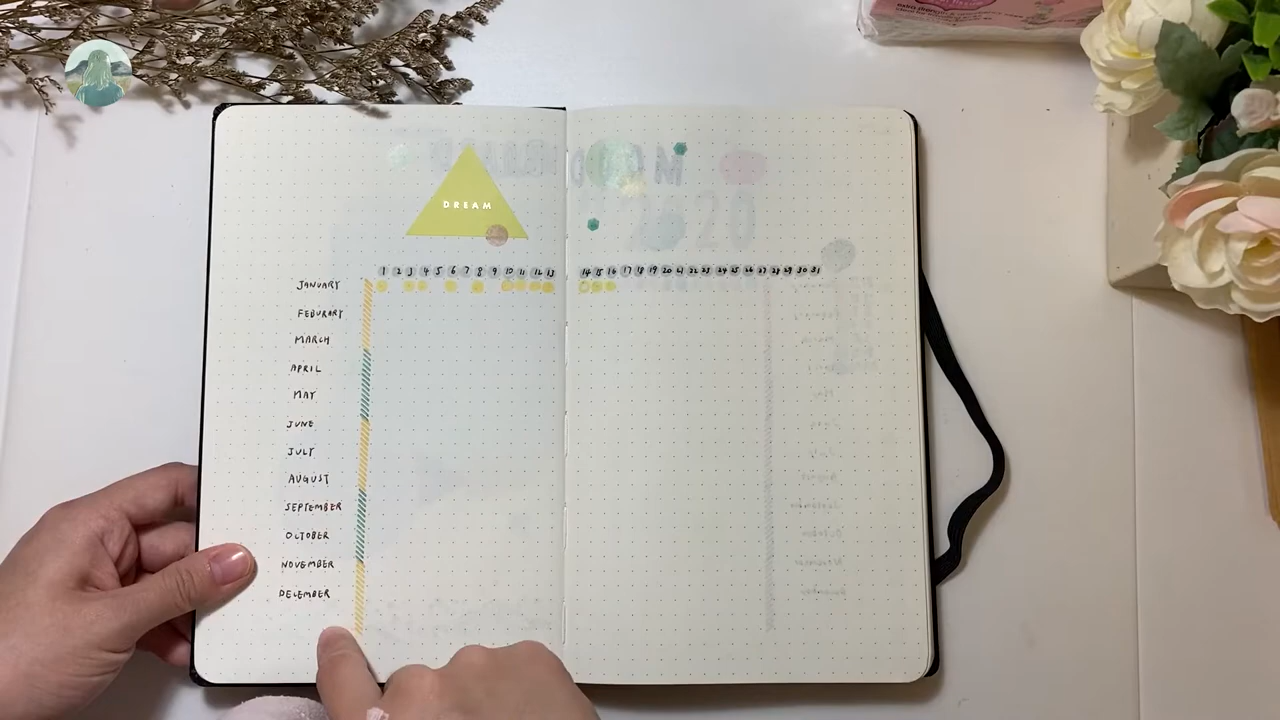 DREAM
1 2 3 4 5 6 7 8 9 10 11 12 13 14 15 16 17 18 19 20 21 22 23 24 25 26 27 28 29 30 31
JANUARY
FEBURARY
MARCH
APRIL
MAY
JUNE
JULY
AUGUST
SEPTEMBER
OCTOBER
NOVEMBER
DECEMBER